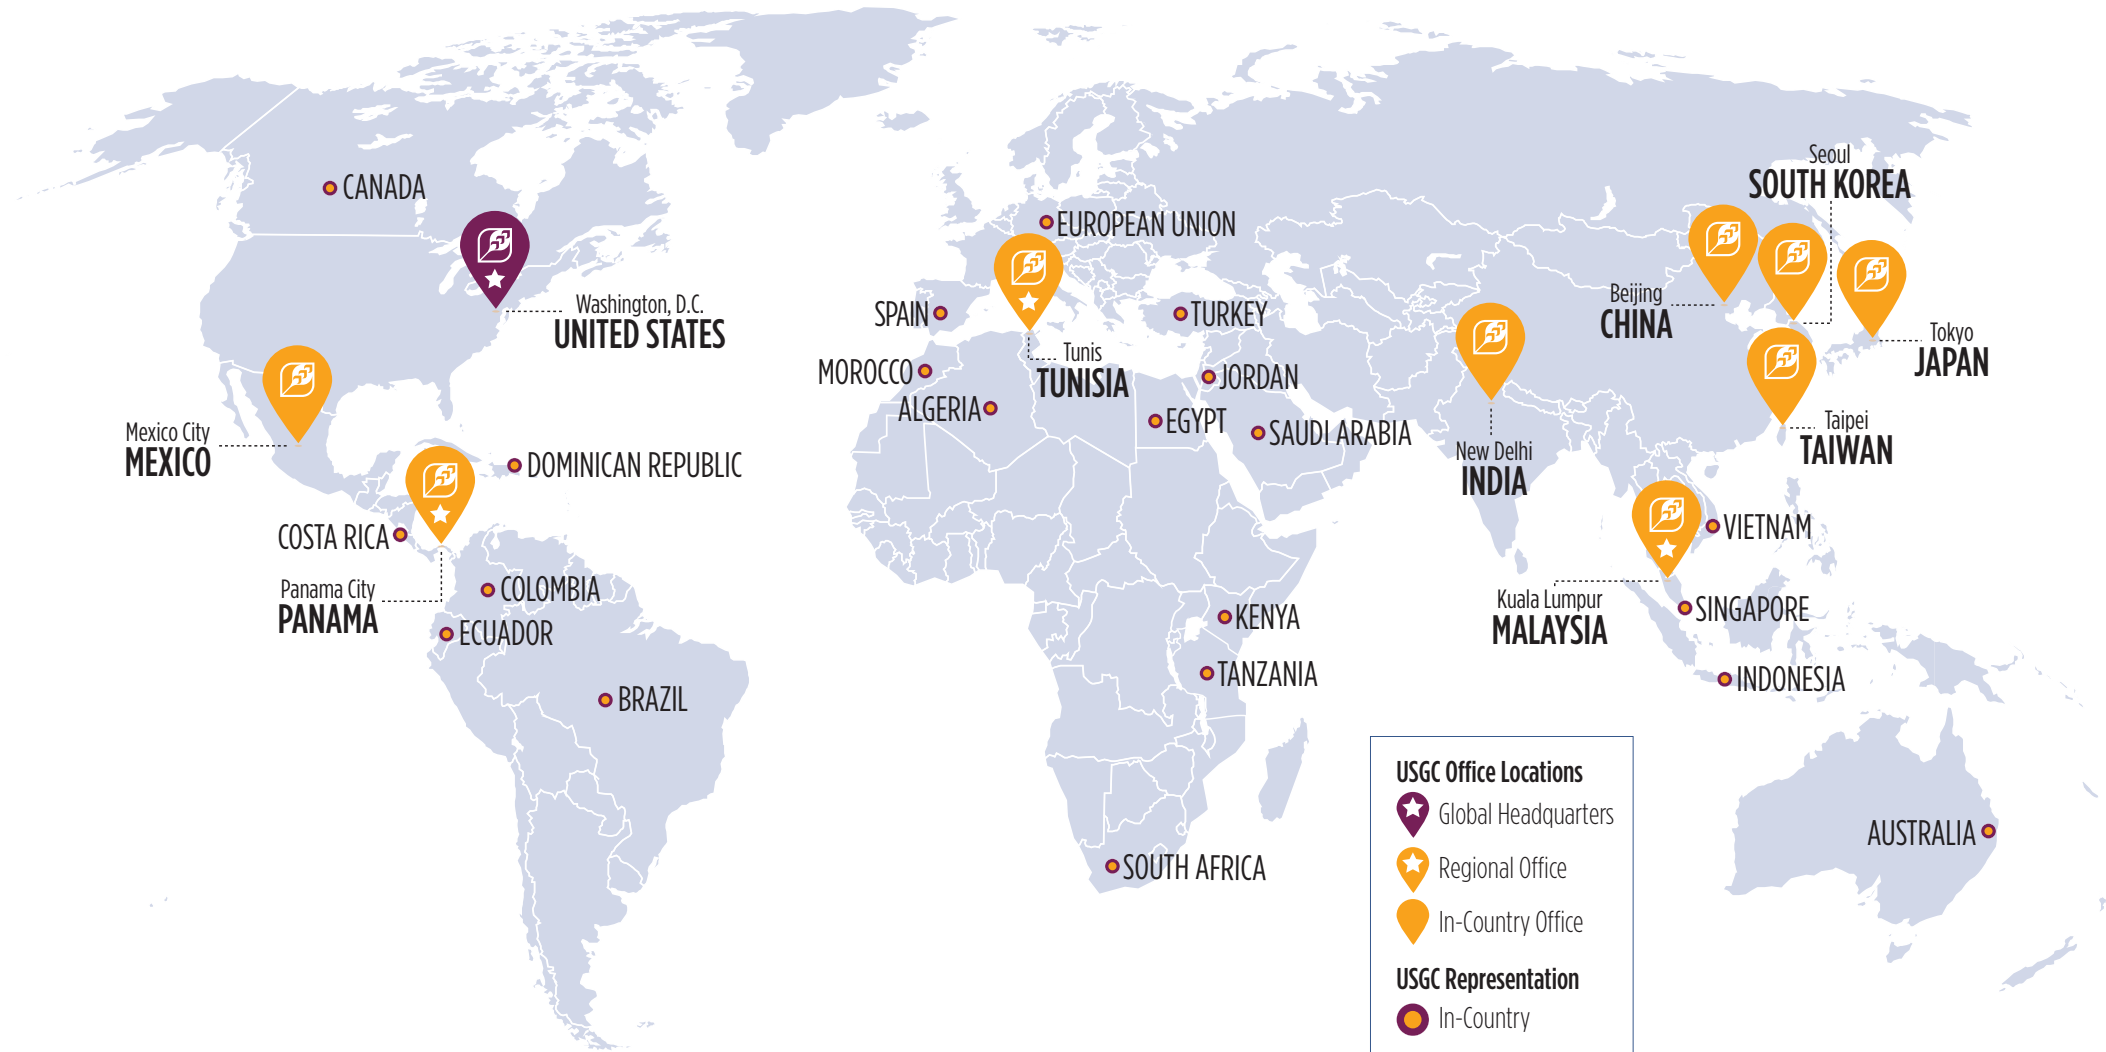 CANADA
Washington, D.C.
UNITED STATES
Mexico City
MEXICO
DOMINICAN REPUBLIC
COSTA RICA
Panama City
PANAMA
COLOMBIA
ECUADOR
BRAZIL
EUROPEAN UNION
SPAIN
TURKEY
MOROCCO
Tunis
TUNISIA
JORDAN
ALGERIA
EGYPT
SAUDI ARABIA
KENYA
TANZANIA
SOUTH AFRICA
Seoul
SOUTH KOREA
Beijing
CHINA
Tokyo
JAPAN
Taipei
TAIWAN
New Delhi
INDIA
VIETNAM
Kuala Lumpur
MALAYSIA
SINGAPORE
INDONESIA
AUSTRALIA
USGC Office Locations
Global Headquarters
Regional Office
In-Country Office
USGC Representation
In-Country